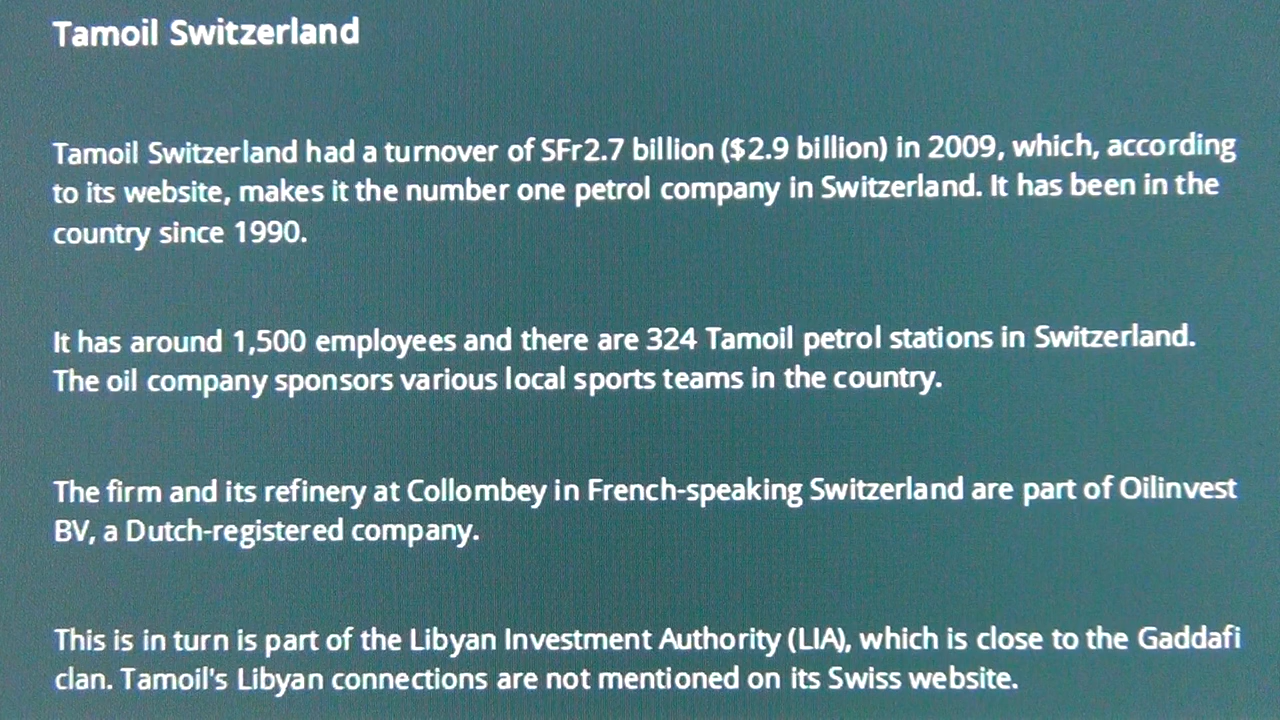 Tamoil Switzerland
Tamoil Switzerland had a turnover of SFr2.7 billion ($2.9 billion) in 2009, which, according
to its website, makes it the number one petrol company in Switzerland. It has been in the
country since 1990.
It has around 1,500 employees and there are 324 Tamoil petrol stations in Switzerland.
The oil company sponsors various local sports teams in the country.
The firm and its refinery at Collombey in French-speaking Switzerland are part of Oilinvest
BV, a Dutch-registered company.
This is in turn is part of the Libyan Investment Authority (LIA), which is close to the Gaddafi
clan. Tamoil's Libyan connections are not mentioned on its Swiss website.